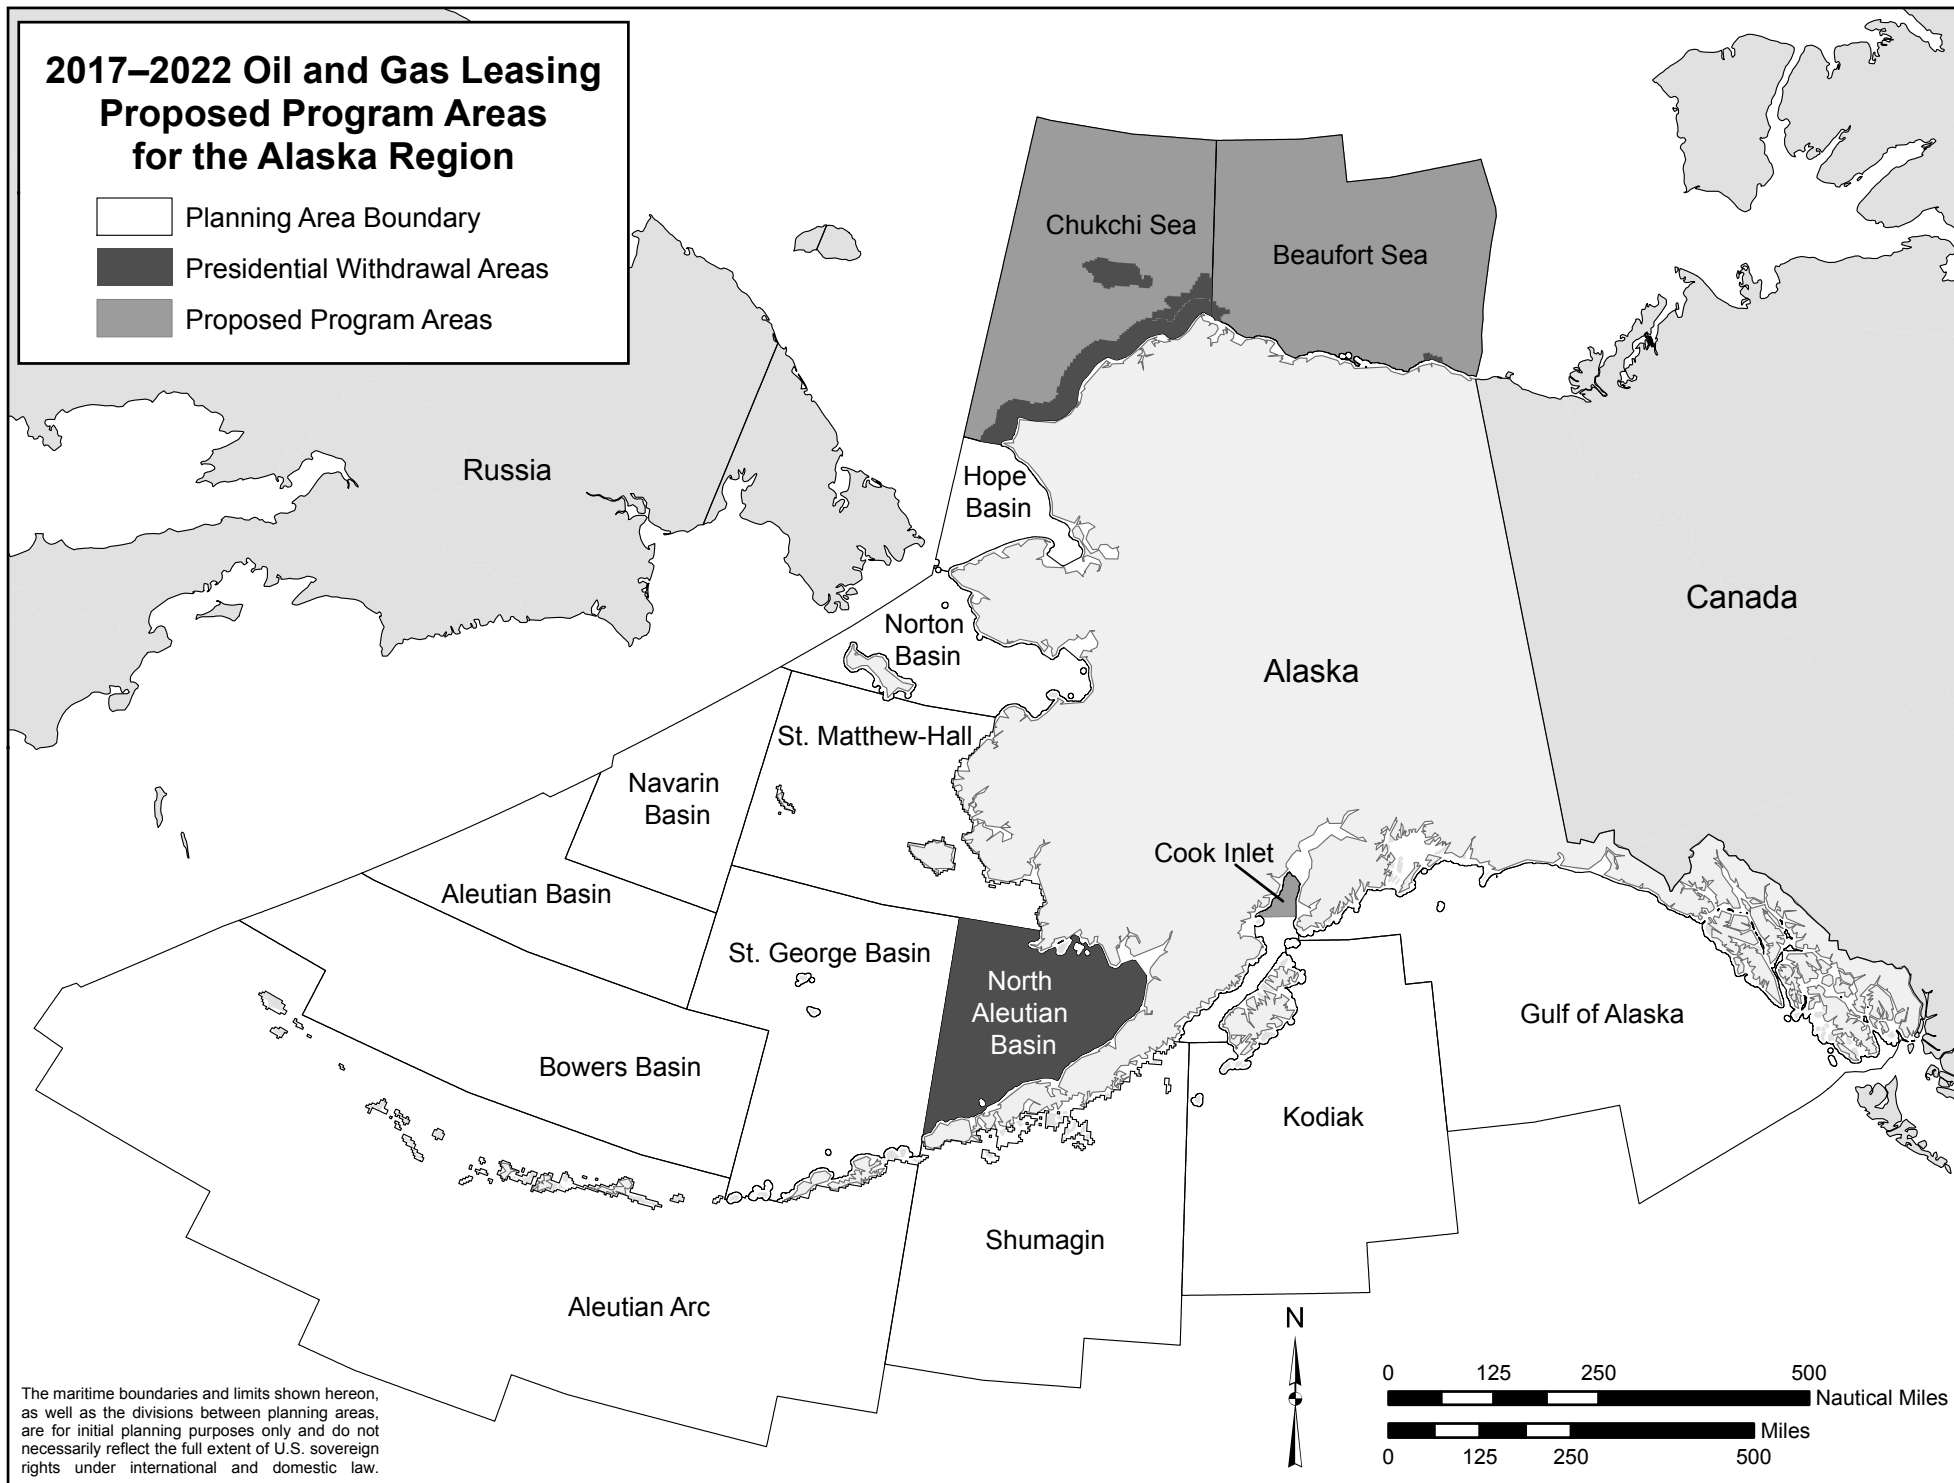 2017–2022 Oil and Gas Leasing
Proposed Program Areas
for the Alaska Region
Planning Area Boundary
Presidential Withdrawal Areas
Proposed Program Areas
Chukchi Sea
Beaufort Sea
Russia
Hope
Basin
Canada
Norton
Basin
Alaska
St. Matthew-Hall
Navarin
Basin
Cook Inlet
Aleutian Basin
St. George Basin
North
Aleutian
Basin
Gulf of Alaska
Bowers Basin
Kodiak
Shumagin
Aleutian Arc
N
0 125 250 500
Nautical Miles
Miles
0 125 250 500
The maritime boundaries and limits shown hereon,
as well as the divisions between planning areas,
are for initial planning purposes only and do not
necessarily reflect the full extent of U.S. sovereign
rights under international and domestic law.